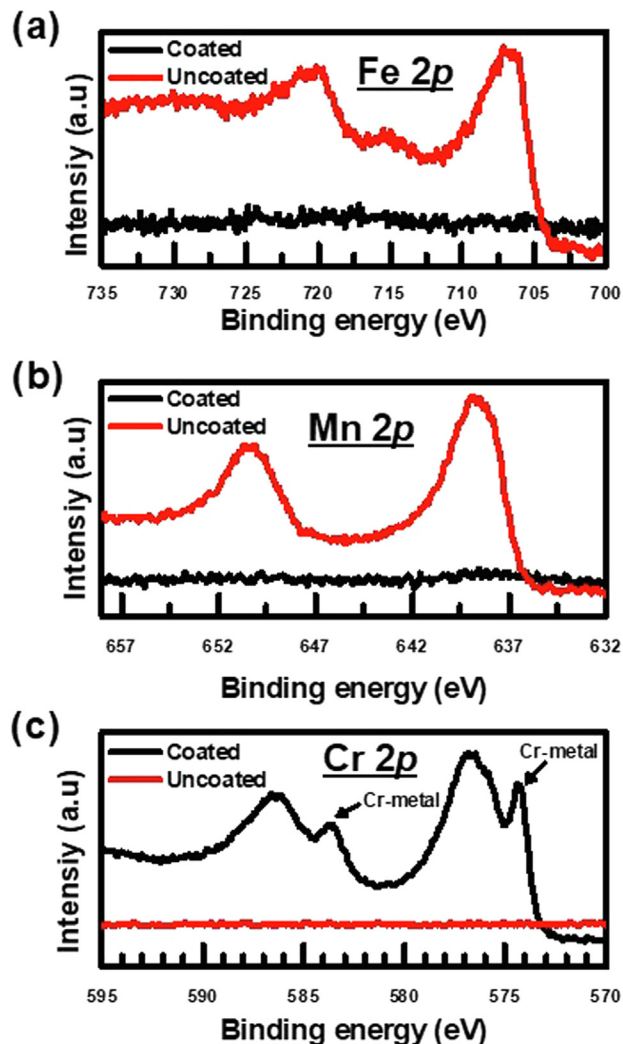 (a)
Coated
Uncoated
Fe 2p
Intensiy (a.u)
735 730 725 720 715 710 705 700
Binding energy (eV)
(b)
Coated
Uncoated
Mn 2p
Intensiy (a.u)
657 652 647 642 637 632
Binding energy (eV)
(c)
Coated
Uncoated
Cr 2p
Cr-metal
Cr-metal
Intensiy (a.u)
595 590 585 580 575 570
Binding energy (eV)